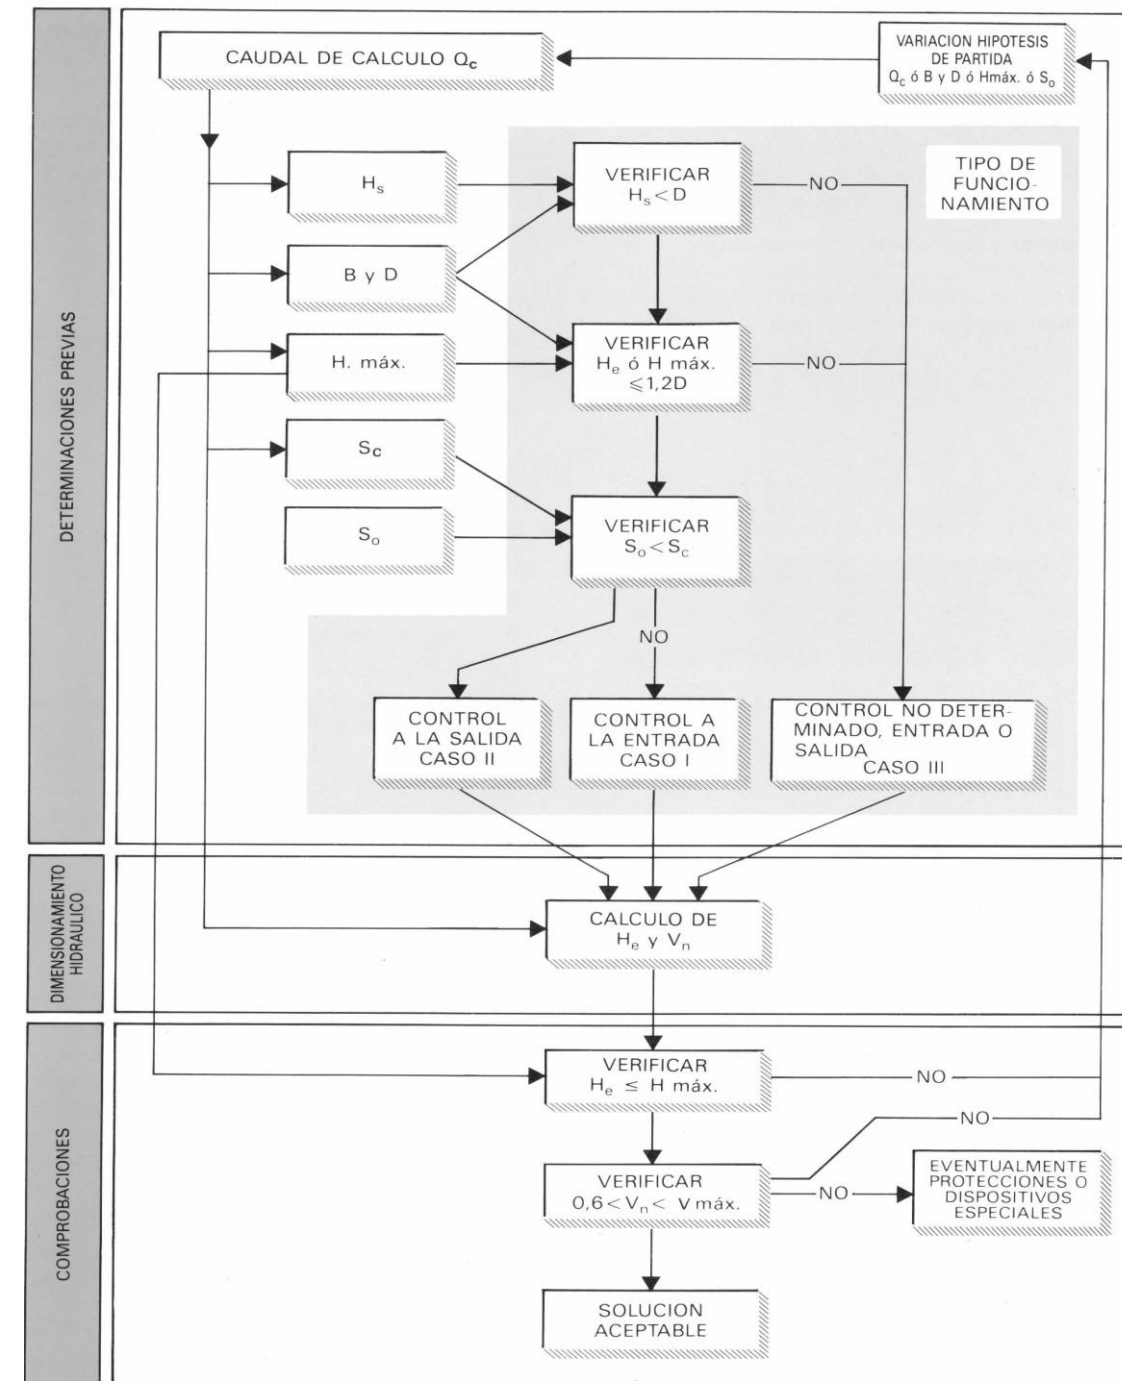 CAUDAL DE CALCULO Qc
VARIACION HIPOTESIS
DE PARTIDA
Qc ó B y D ó Hmáx. ó So
DETERMINACIONES PREVIAS
Hs
VERIFICAR
Hs < D
NO
TIPO DE
FUNCIO-
NAMIENTO
B y D
H. máx.
VERIFICAR
He ó H máx.
⩽1,2D
NO
Sc
So
VERIFICAR
So < Sc
NO
CONTROL
A LA SALIDA
CASO II
CONTROL A
LA ENTRADA
CASO I
CONTROL NO DETER-
MINADO, ENTRADA O
SALIDA
CASO III
DIMENSIONAMIENTO
HIDRAULICO
CALCULO DE
He y Vn
COMPROBACIONES
VERIFICAR
He ≤ H máx.
NO
NO
VERIFICAR
0,6 < Vn < v máx.
NO
EVENTUALMENTE
PROTECCIONES O
DISPOSITIVOS
ESPECIALES
SOLUCION
ACEPTABLE